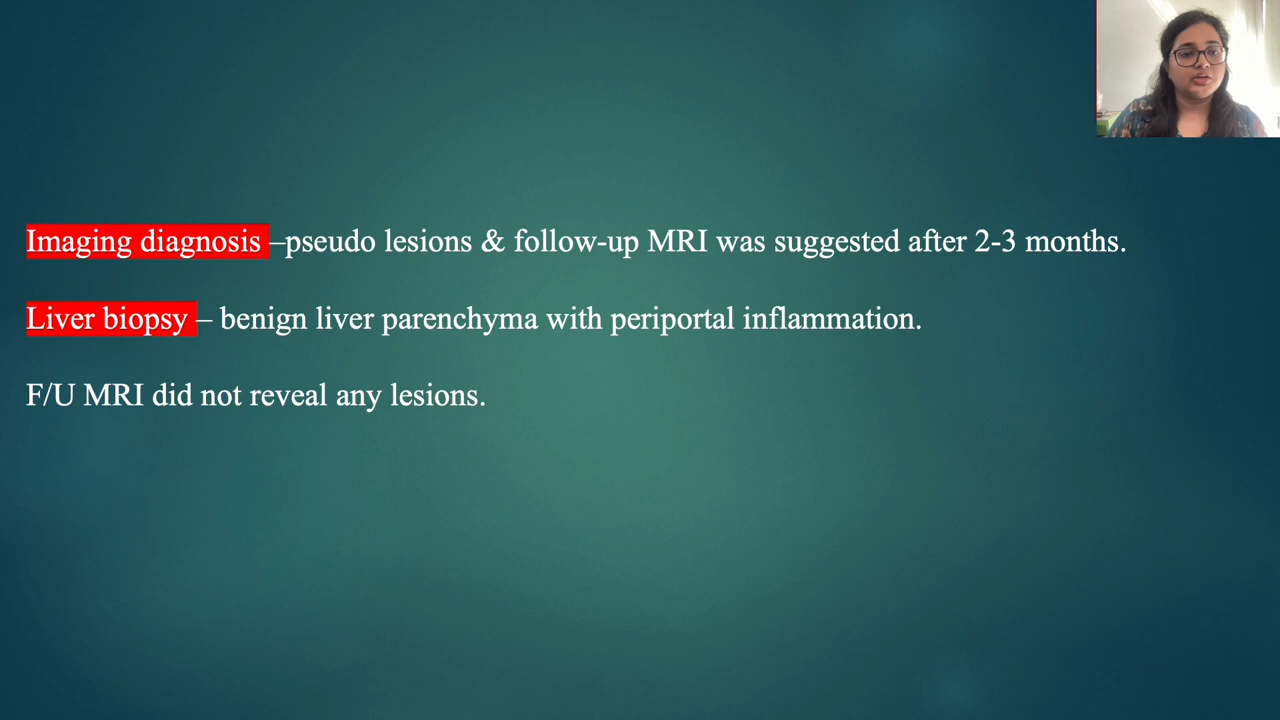 Imaging diagnosis –pseudo lesions & follow-up MRI was suggested after 2-3 months.
Liver biopsy – benign liver parenchyma with periportal inflammation.
F/U MRI did not reveal any lesions.